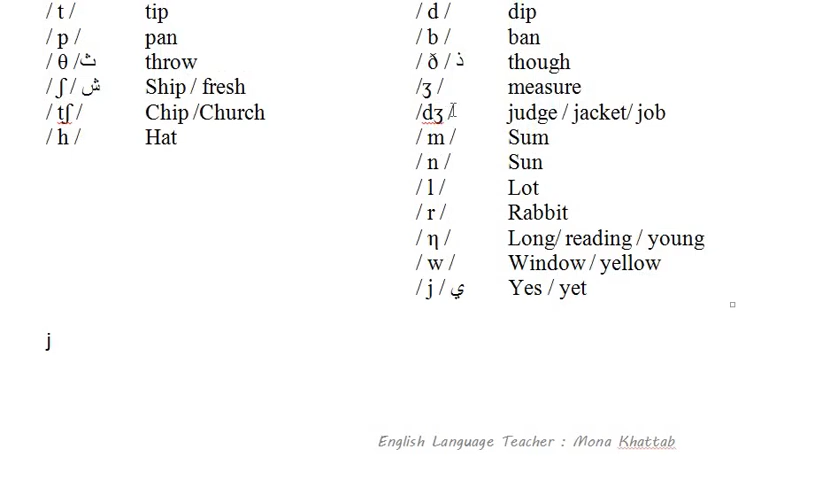 / t / tip / d / dip
/ p / pan / b / ban
/ θ /ث throw / ð / ذ though
/ ʃ / ش Ship / fresh /ʒ / measure
/ tʃ / Chip /Church /dʒ / judge / jacket/ job
/ h / Hat / m / Sum
/ n / Sun
/ l / Lot
/ r / Rabbit
/ η / Long/ reading / young
/ w / Window / yellow
/ j / ي Yes / yet
j
English Language Teacher : Mona Khattab